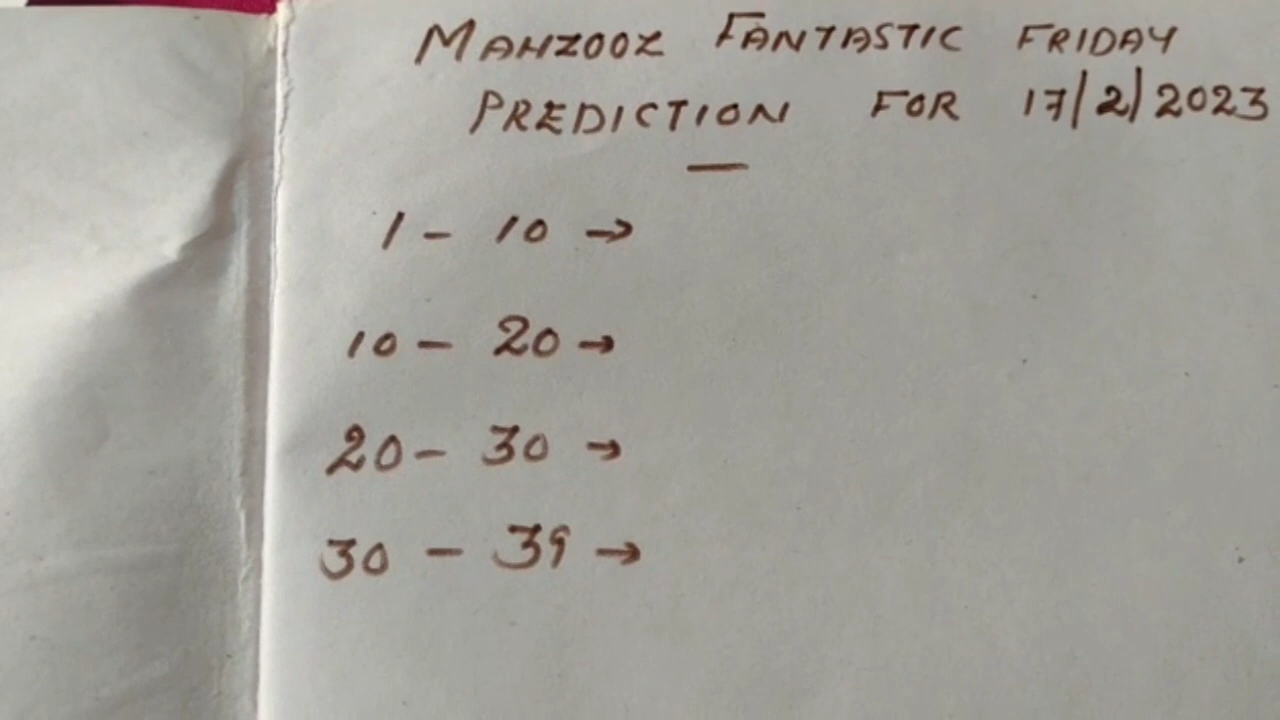 MAHZOOZ FANTASTIC FRIDAY
PREDICTION FOR 17/2/2023
1 - 10 →
10 - 20 →
20 - 30 →
30 - 39 →